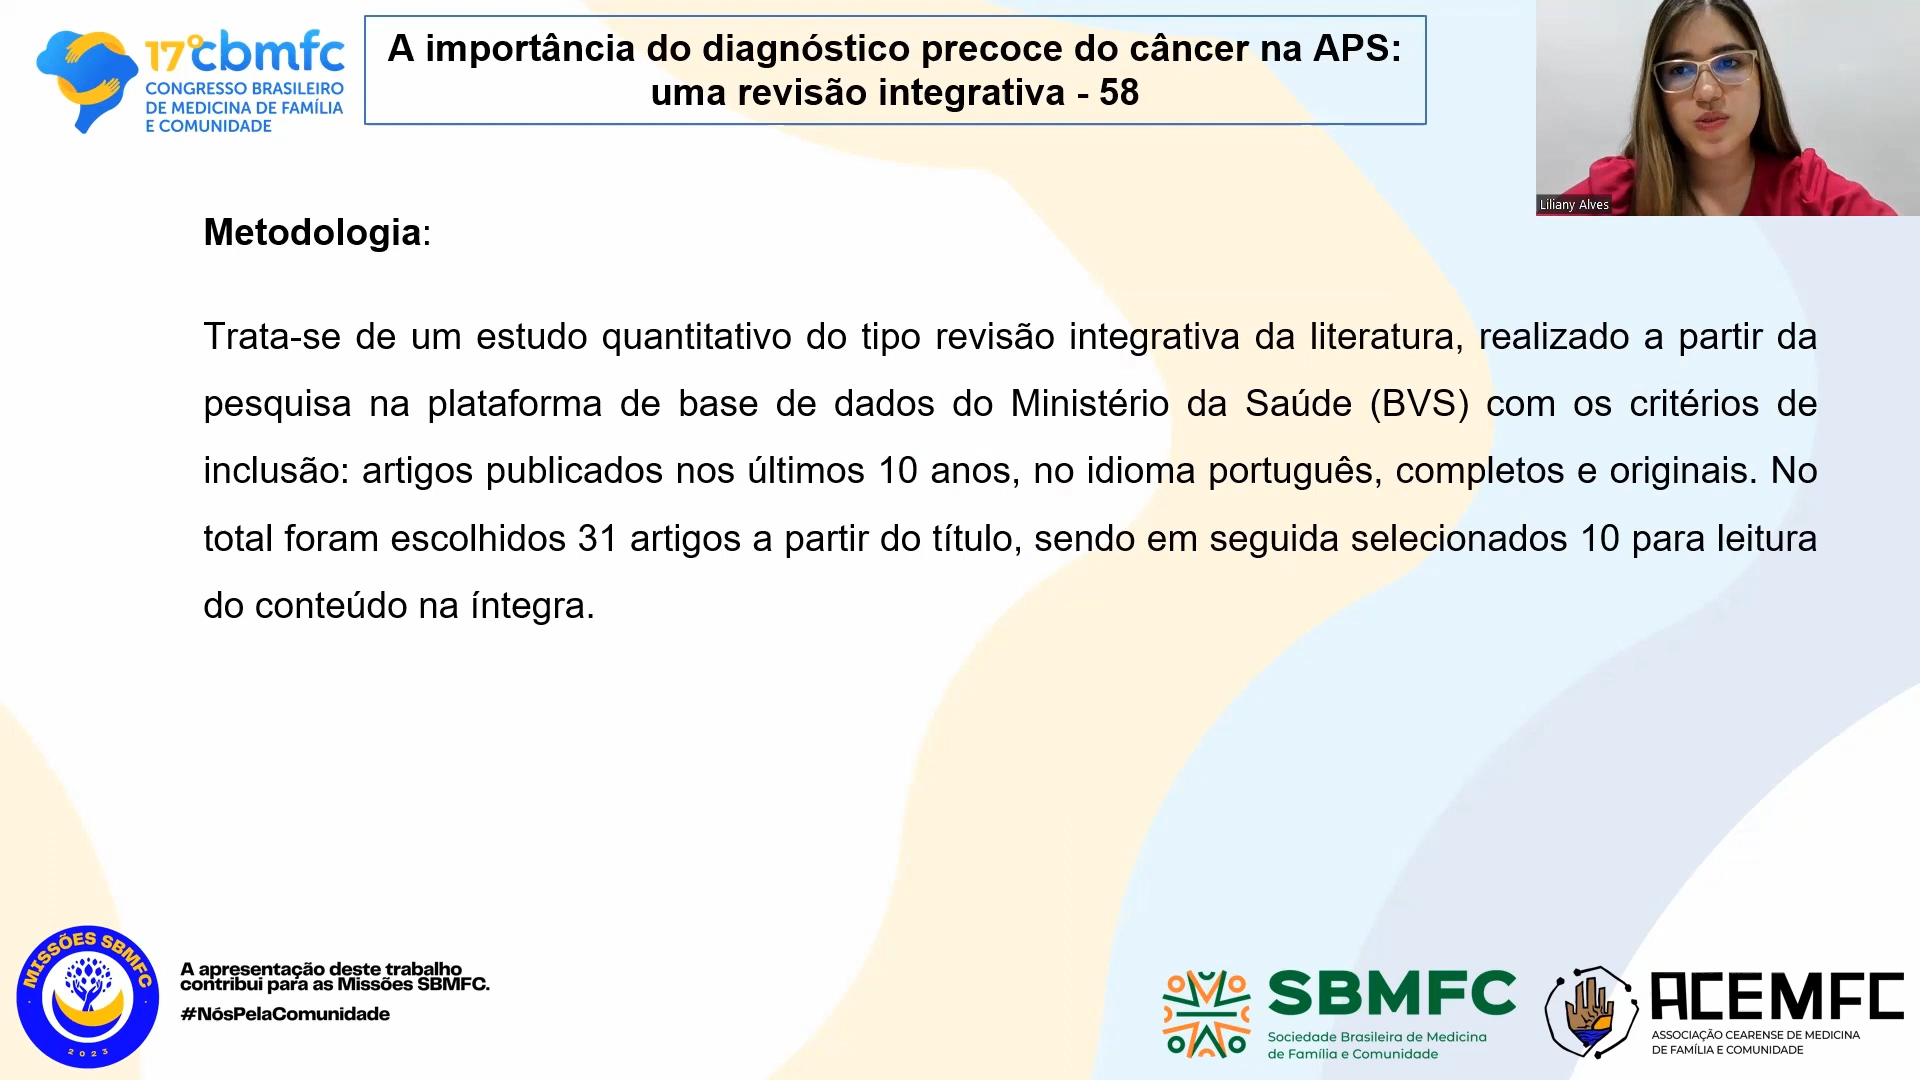 17º cbmfc
CONGRESSO BRASILEIRO
DE MEDICINA DE FAMÍLIA
E COMUNIDADE
A importância do diagnóstico precoce do câncer na APS:
uma revisão integrativa - 58
Liliany Alves
Metodologia:
Trata-se de um estudo quantitativo do tipo revisão integrativa da literatura, realizado a partir da
pesquisa na plataforma de base de dados do Ministério da Saúde (BVS) com os critérios de
inclusão: artigos publicados nos últimos 10 anos, no idioma português, completos e originais. No
total foram escolhidos 31 artigos a partir do título, sendo em seguida selecionados 10 para leitura
do conteúdo na íntegra.
MISSÕES SBMFC
2023
A apresentação deste trabalho
contribui para as Missões SBMFC.
#NósPelaComunidade
SBMFC
Sociedade Brasileira de Medicina
de Família e Comunidade
ACEMFC
ASSOCIAÇÃO CEARENSE DE MEDICINA
DE FAMÍLIA E COMUNIDADE